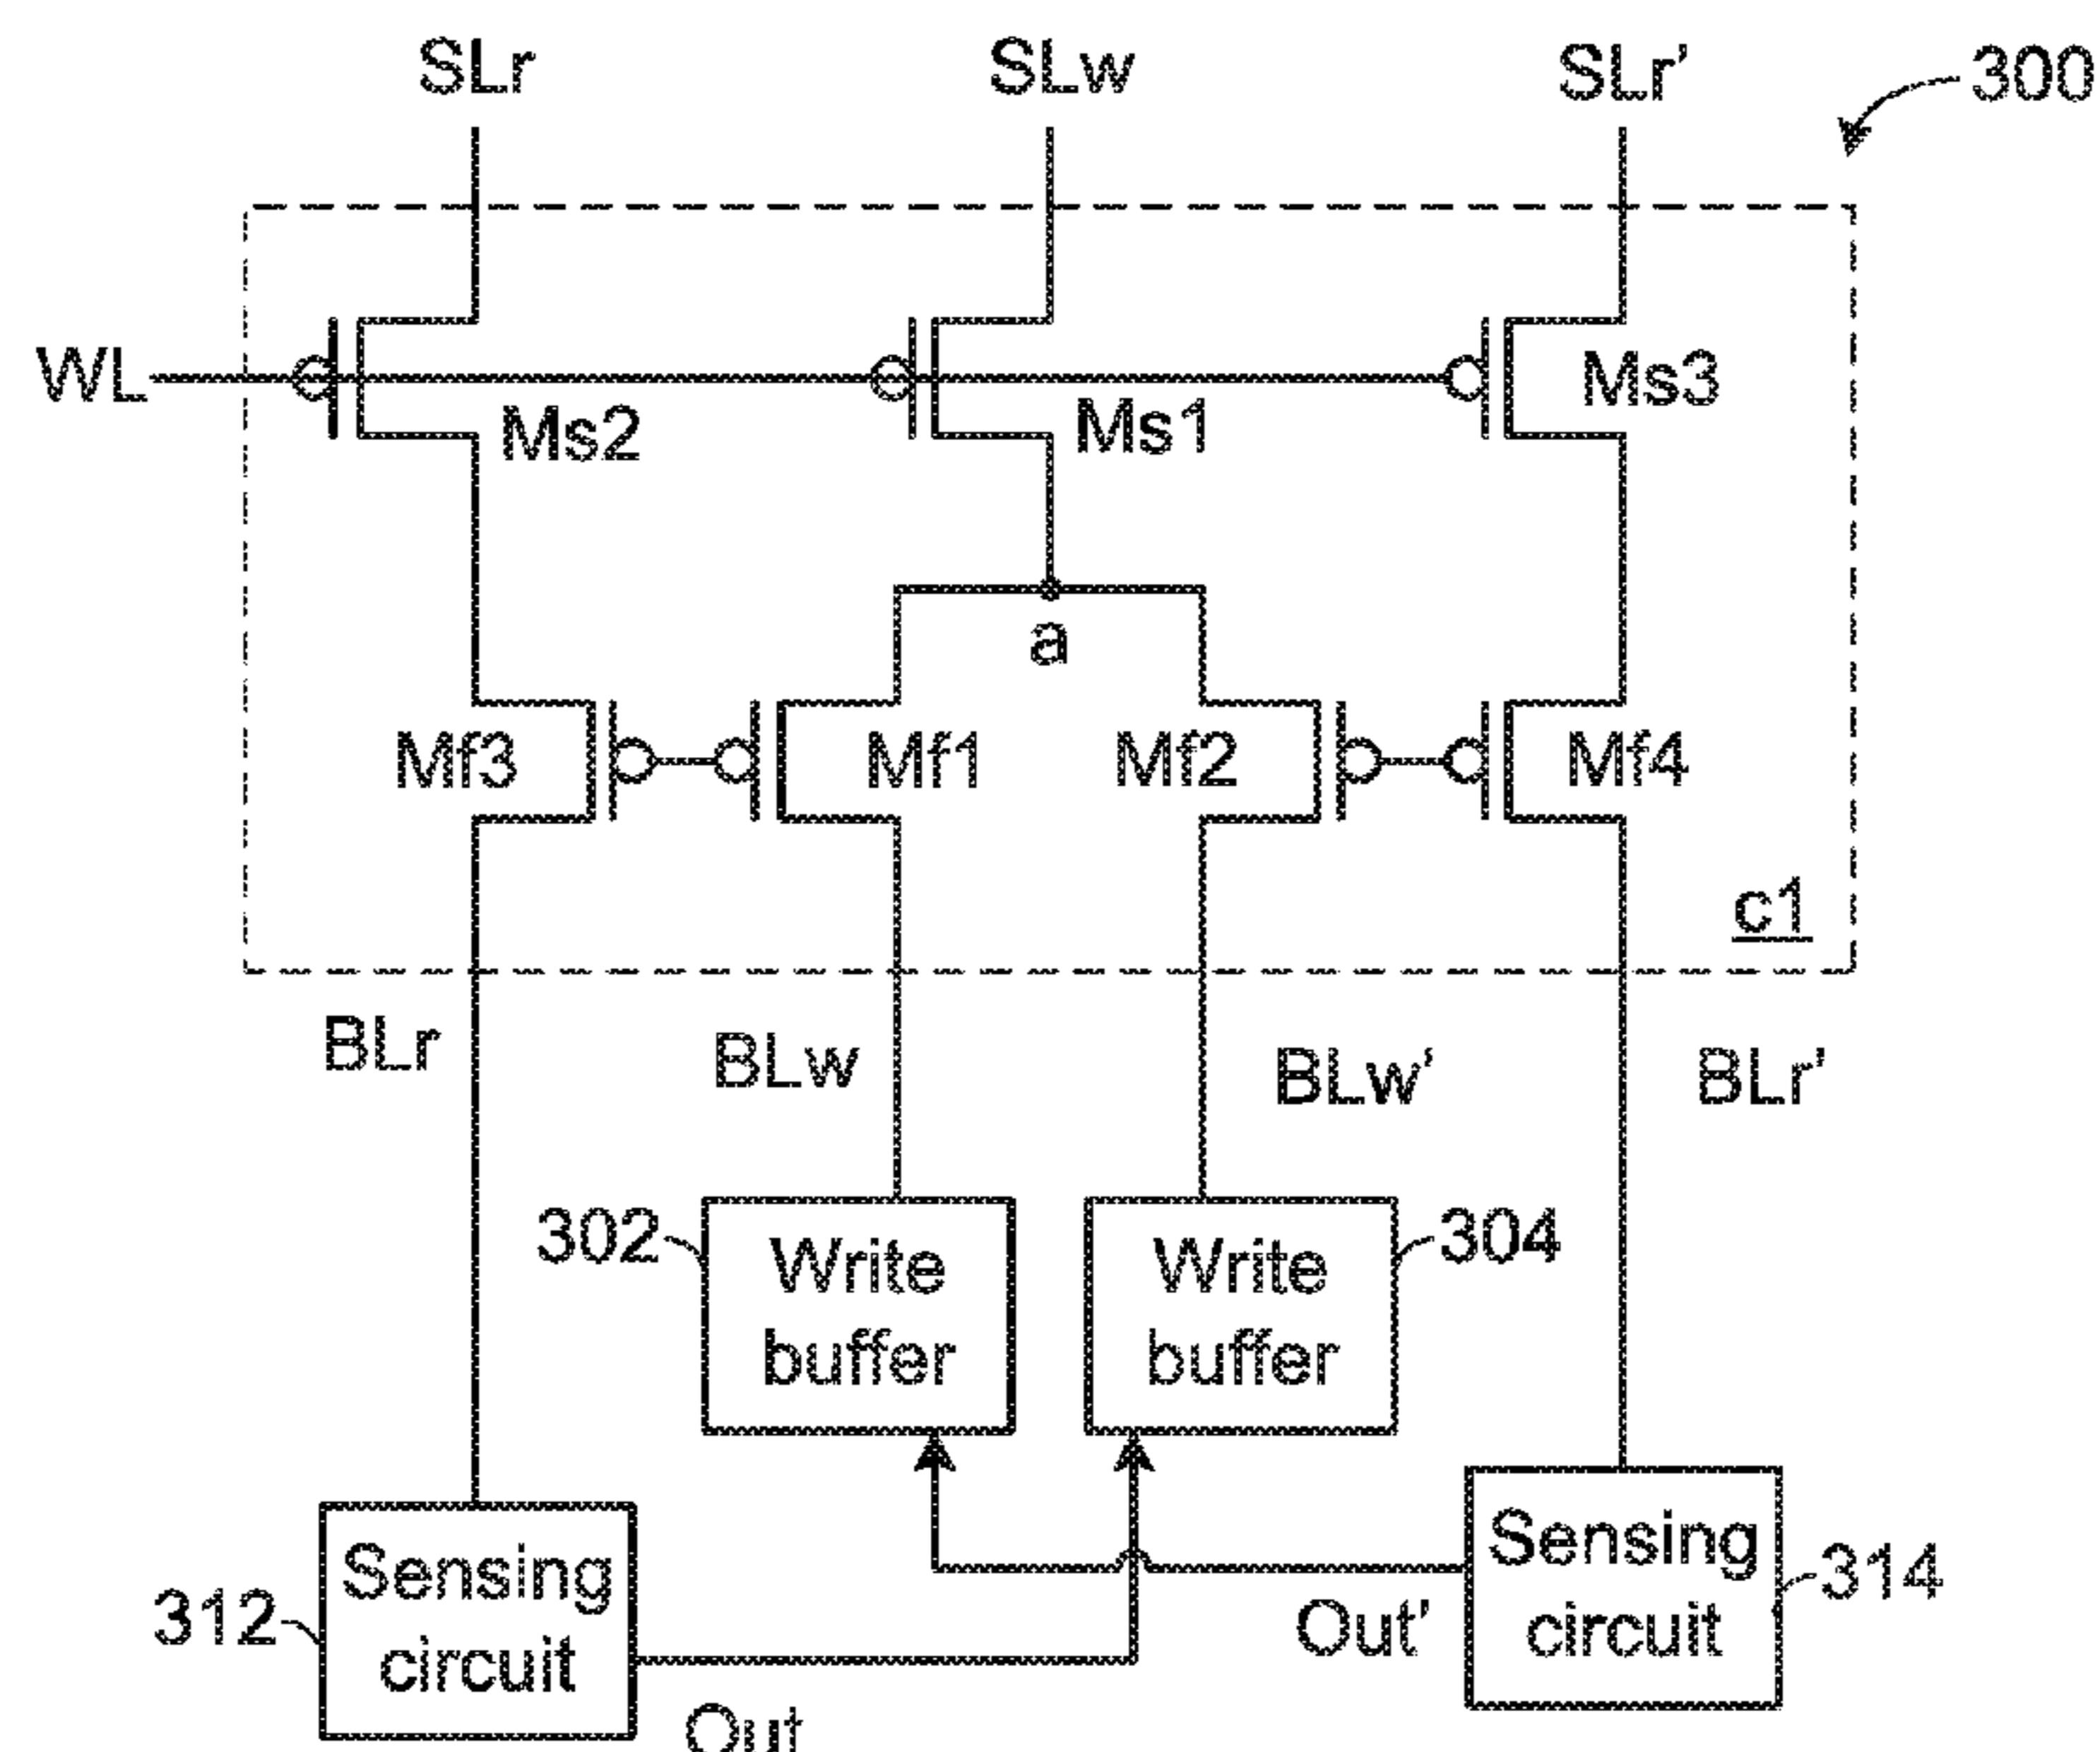 SLr SLw SLr' 300
WL Ms2 Ms1 Ms3
a
Mf3 Mf1 Mf2 Mf4
c1
BLr BLw BLw' BLr'
302 Write buffer Write buffer 304
312 Sensing circuit Sensing circuit 314
Out'
Out